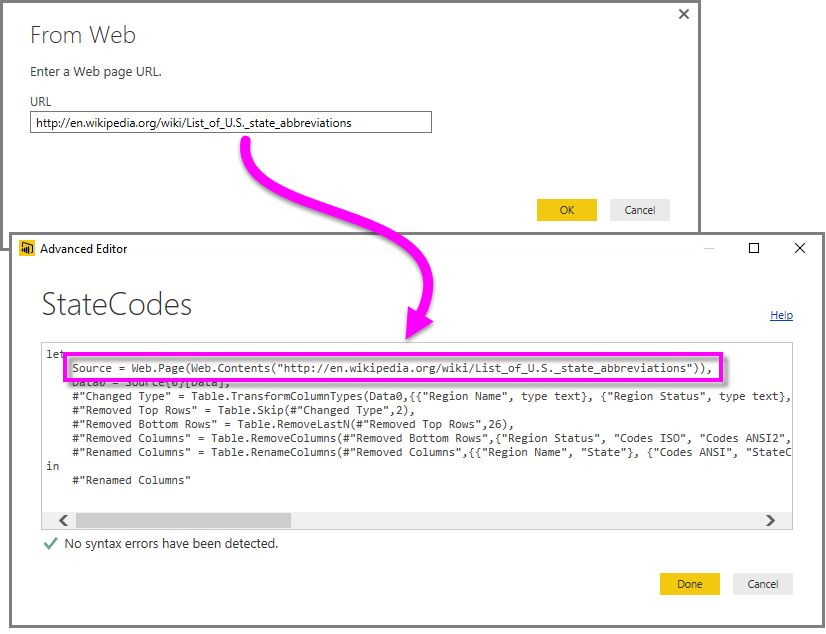 From Web
Enter a Web page URL.
URL
http://en.wikipedia.org/wiki/List_of_U.S._state_abbreviations
OK
Cancel
Advanced Editor
StateCodes
Help
let
Source = Web.Page(Web.Contents("http://en.wikipedia.org/wiki/List_of_U.S._state_abbreviations")),
Data0 = Source{0}[Data],
#"Changed Type" = Table.TransformColumnTypes(Data0,{{"Region Name", type text}, {"Region Status", type text},
#"Removed Top Rows" = Table.Skip(#"Changed Type",2),
#"Removed Bottom Rows" = Table.RemoveLastN(#"Removed Top Rows",26),
#"Removed Columns" = Table.RemoveColumns(#"Removed Bottom Rows",{"Region Status", "Codes ISO", "Codes ANSI2",
#"Renamed Columns" = Table.RenameColumns(#"Removed Columns",{{"Region Name", "State"}, {"Codes ANSI", "StateC
in
#"Renamed Columns"
No syntax errors have been detected.
Done
Cancel